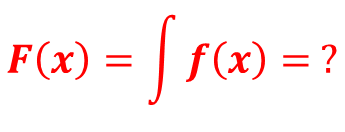 F(x) = ∫ f(x) = ?